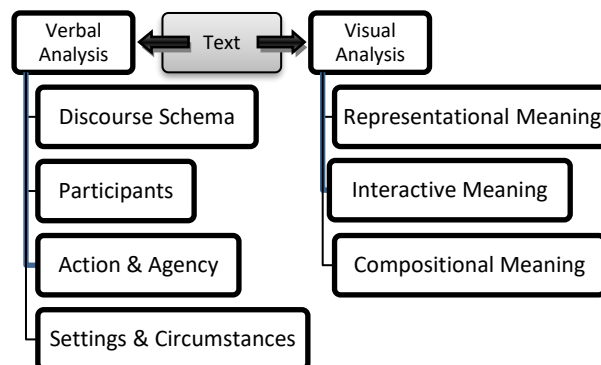 Verbal
Analysis
Text
Visual
Analysis
Discourse Schema
Participants
Action & Agency
Settings & Circumstances
Representational Meaning
Interactive Meaning
Compositional Meaning